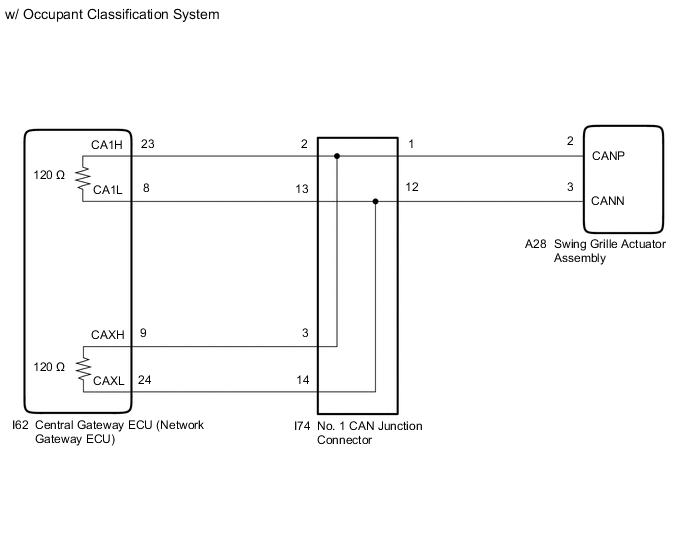 w/ Occupant Classification System
CA1H 23 2 1 2 CANP
120 Ω
CA1L 8 13 12 3 CANN
A28 Swing Grille Actuator
Assembly
CAXH 9 3
120 Ω
CAXL 24 14
I62 Central Gateway ECU (Network
Gateway ECU)
I74 No. 1 CAN Junction
Connector